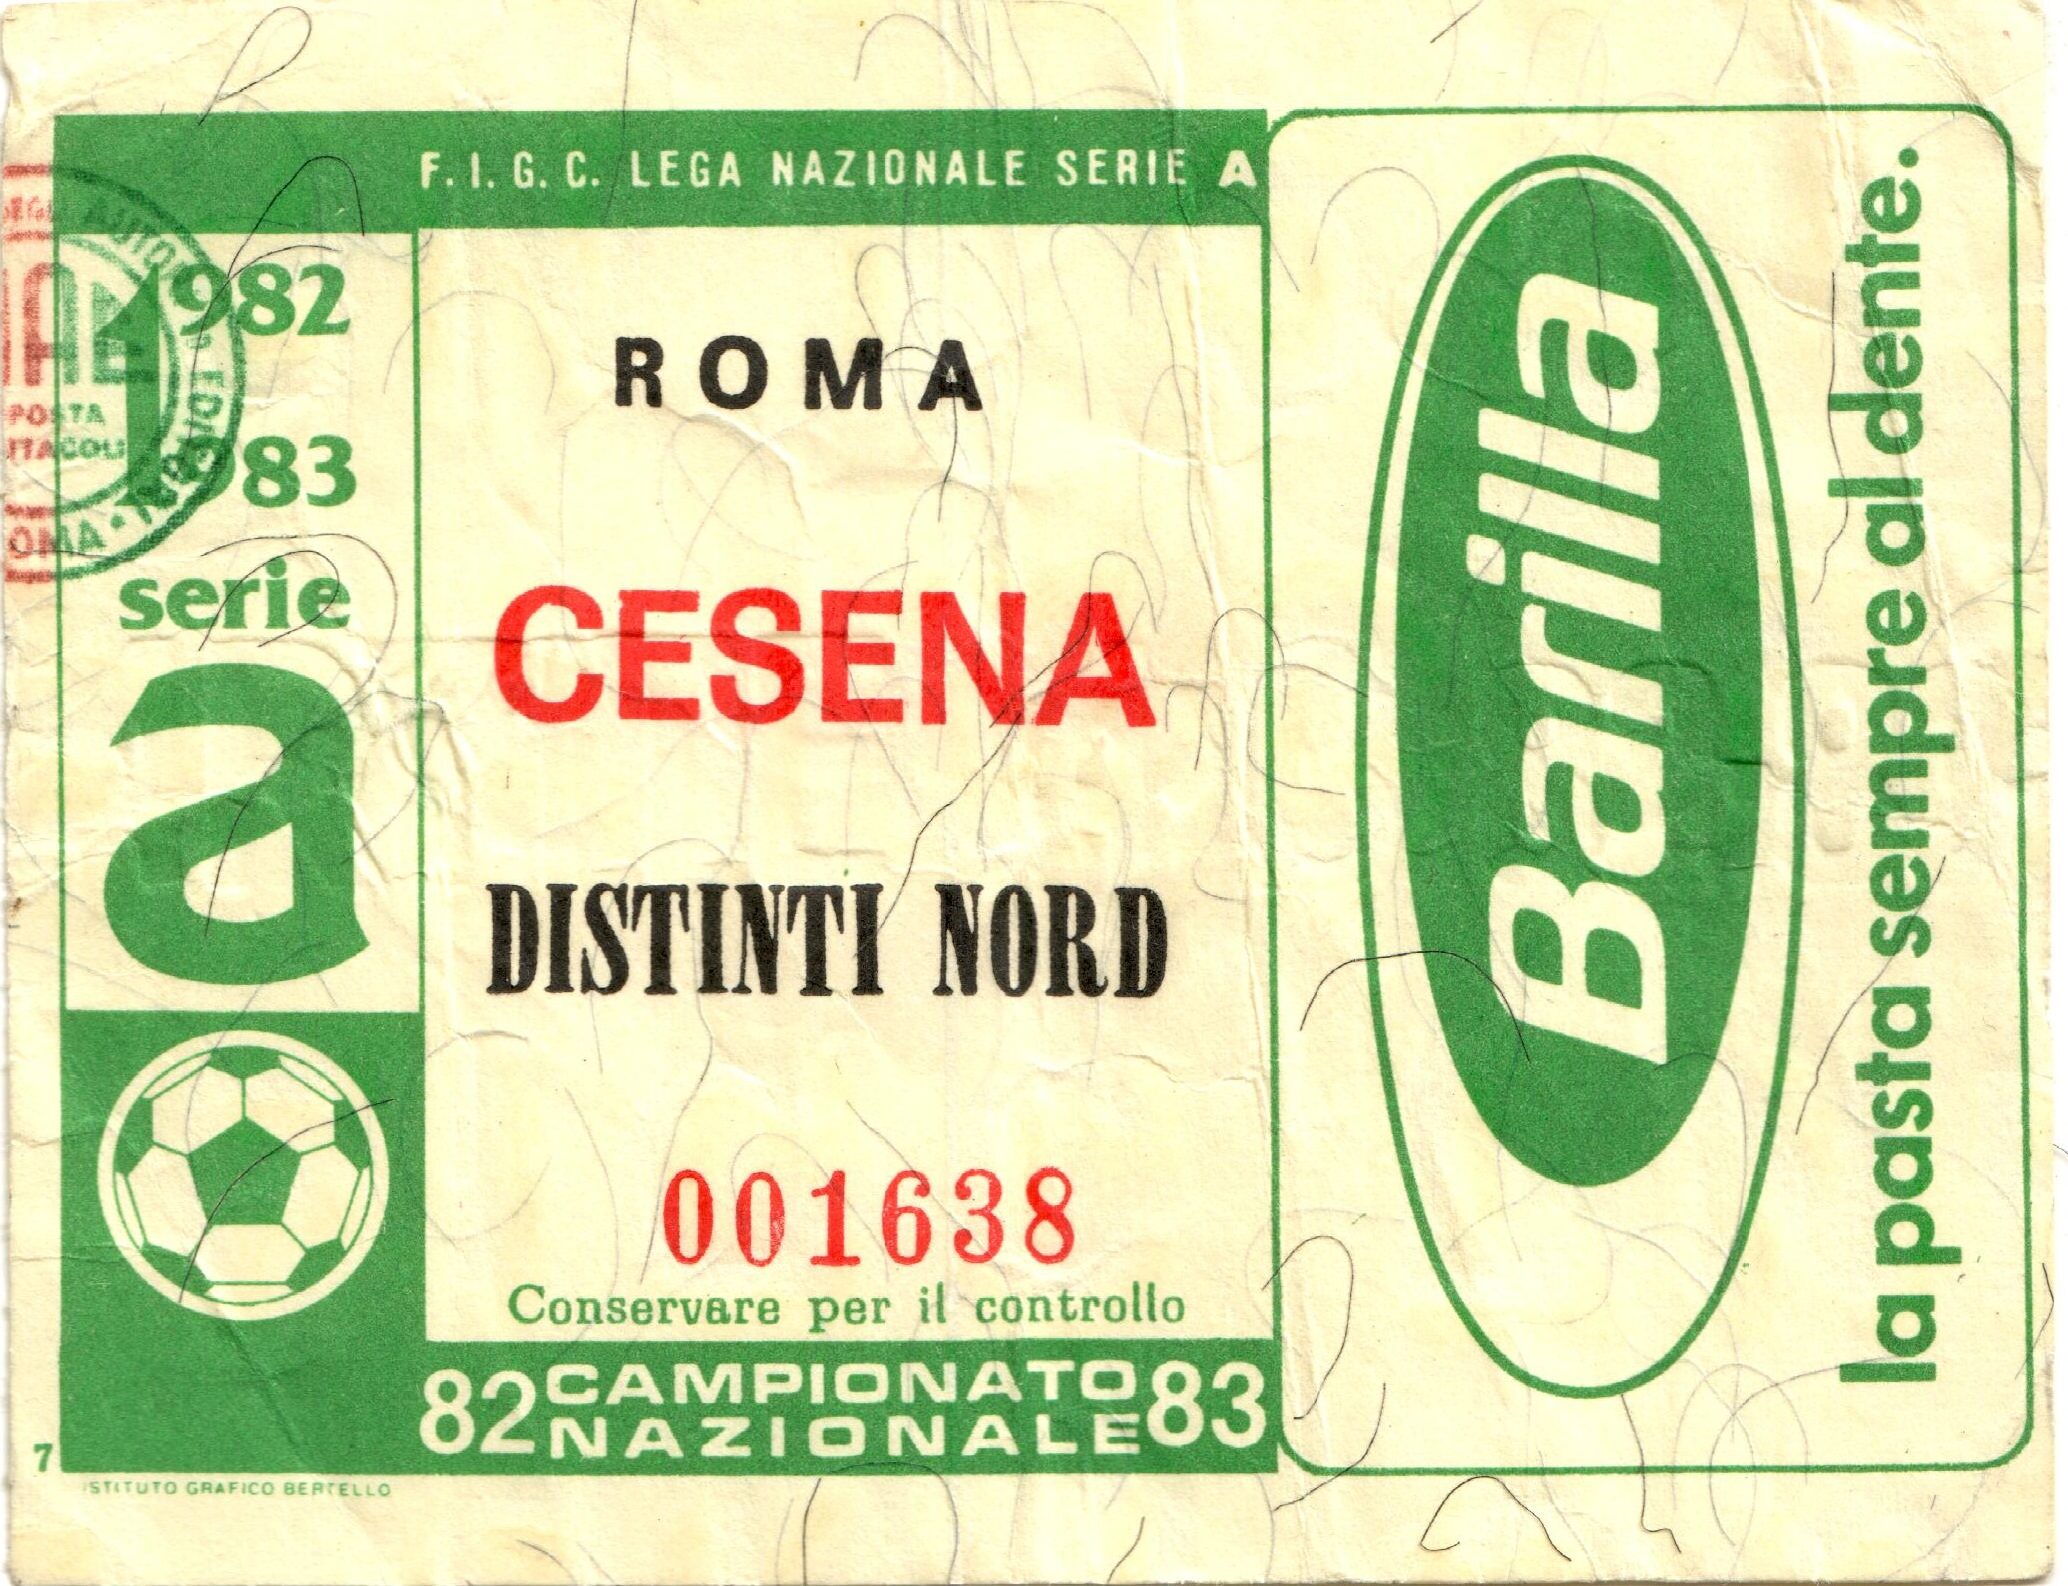 F. I. G. C. LEGA NAZIONALE SERIE A
1982
1983
serie
a
POSTA
ROMA
CESENA
DISTINTI NORD
001638
Conservare per il controllo
82 CAMPIONATO NAZIONALE 83
7
ISTITUTO GRAFICO BERTELLO
Barilla
la pasta sempre al dente.